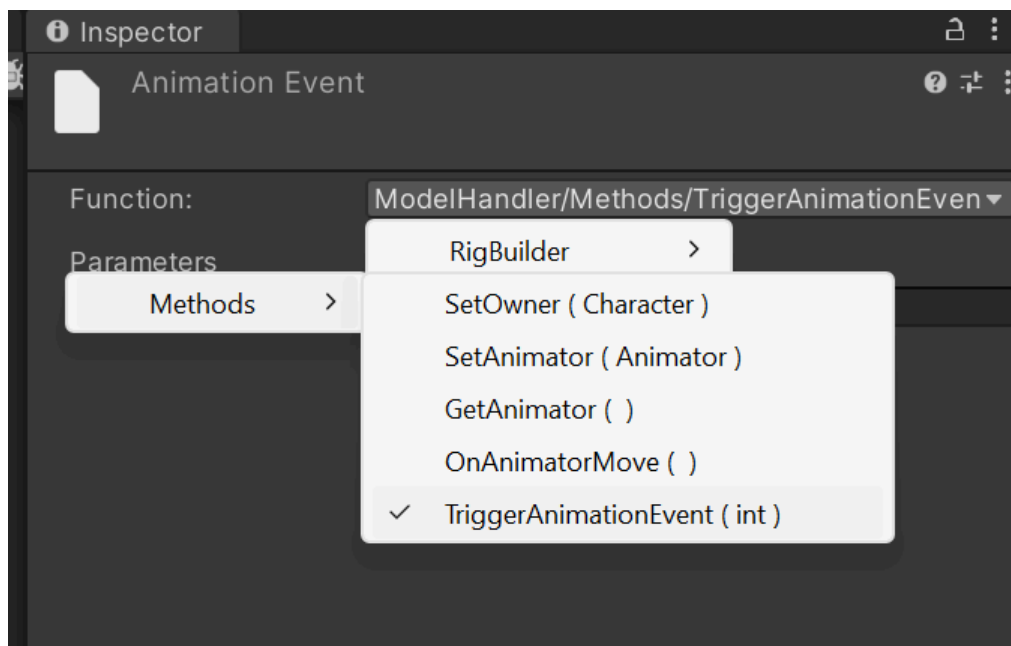 Inspector
Animation Event
Function:
ModelHandler/Methods/TriggerAnimationEven
Parameters
RigBuilder
Methods
SetOwner ( Character )
SetAnimator ( Animator )
GetAnimator ( )
OnAnimatorMove ( )
TriggerAnimationEvent ( int )